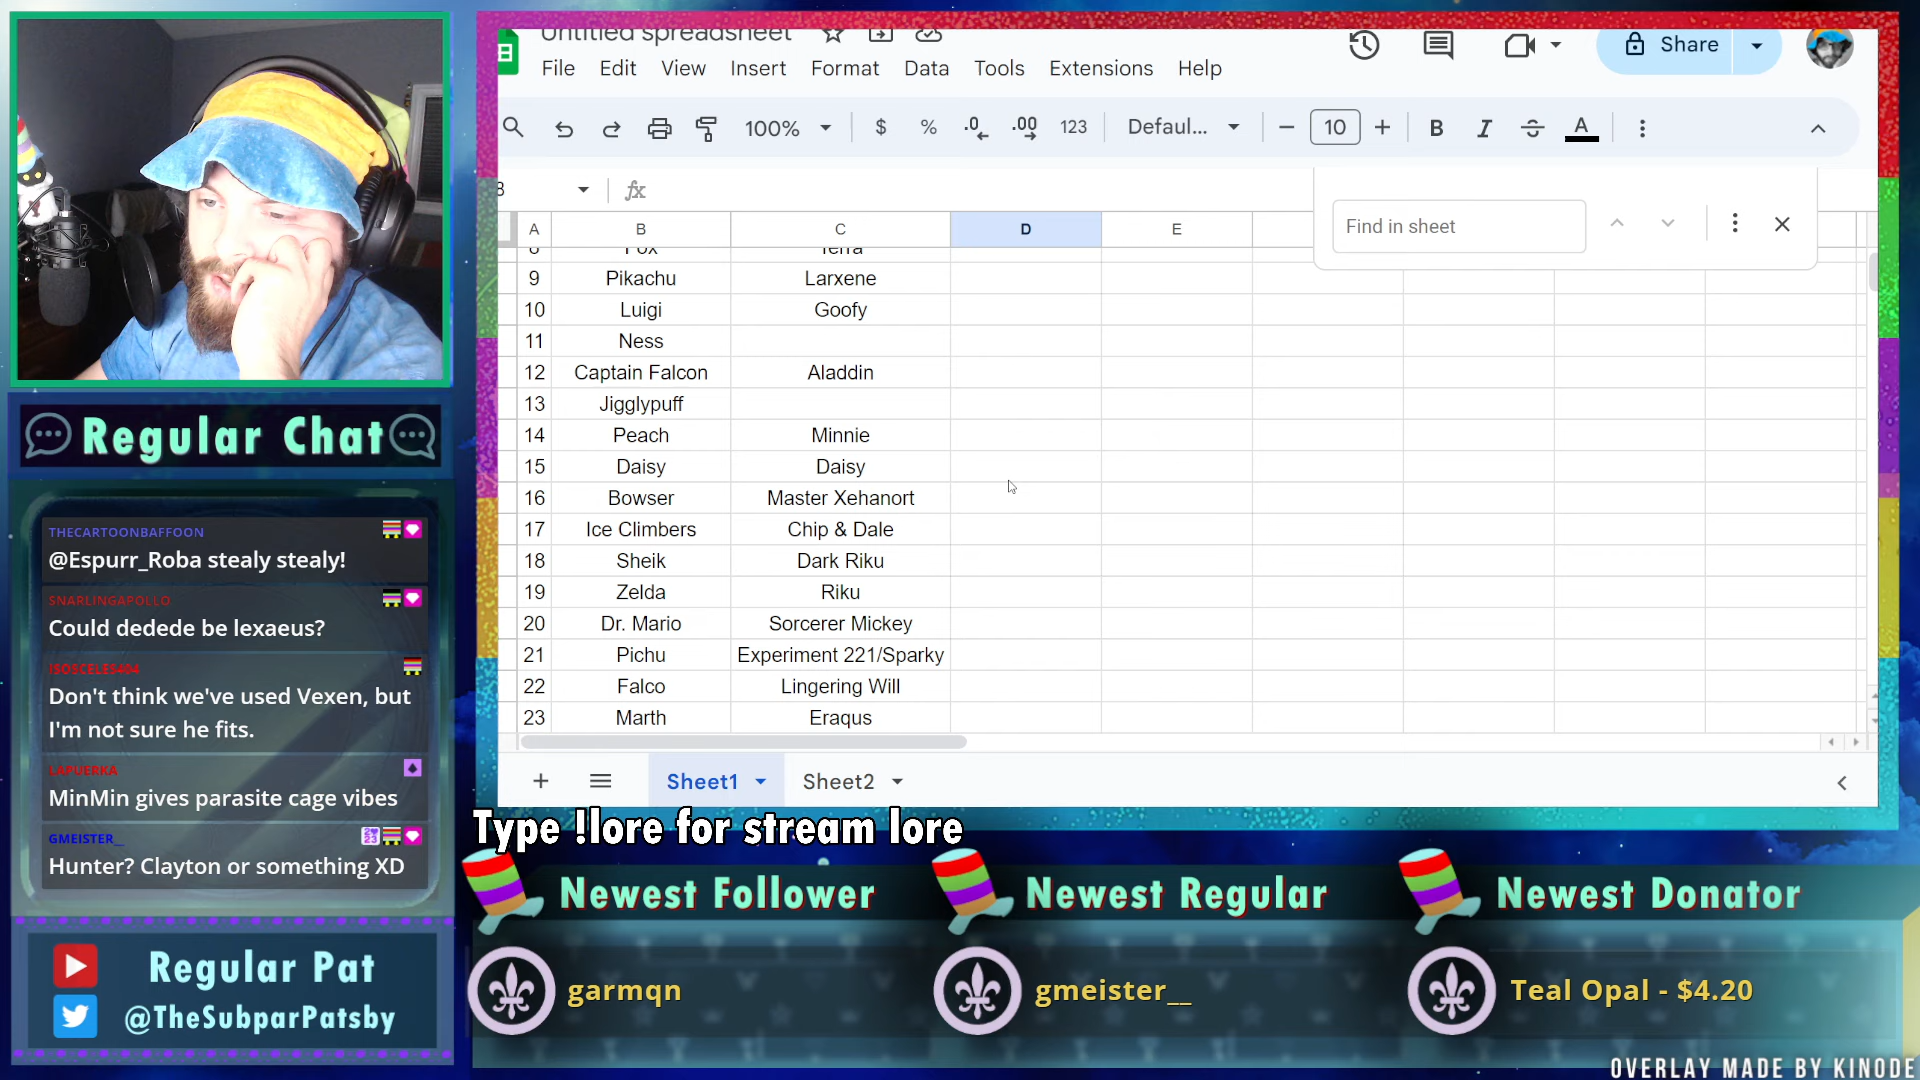 Untitled spreadsheet
File Edit View Insert Format Data Tools Extensions Help
Share
100% $ % .0 .00 123 Defaul... 10 B I S A
fx
Find in sheet
A B C D E
8 Fox Terra
9 Pikachu Larxene
10 Luigi Goofy
11 Ness
12 Captain Falcon Aladdin
13 Jigglypuff
14 Peach Minnie
15 Daisy Daisy
16 Bowser Master Xehanort
17 Ice Climbers Chip & Dale
18 Sheik Dark Riku
19 Zelda Riku
20 Dr. Mario Sorcerer Mickey
21 Pichu Experiment 221/Sparky
22 Falco Lingering Will
23 Marth Eraqus
Sheet1 Sheet2
Regular Chat
THECARTOONBAFFOON
@Espurr_Roba stealy stealy!
SNARLINGAPOLLO
Could dedede be lexaeus?
ISOSCELES404
Don't think we've used Vexen, but
I'm not sure he fits.
LAPUERKA
MinMin gives parasite cage vibes
GMEISTER__
Hunter? Clayton or something XD
Regular Pat
@TheSubparPatsby
Type !lore for stream lore
Newest Follower
garmqn
Newest Regular
gmeister__
Newest Donator
Teal Opal - $4.20
OVERLAY MADE BY KINODE